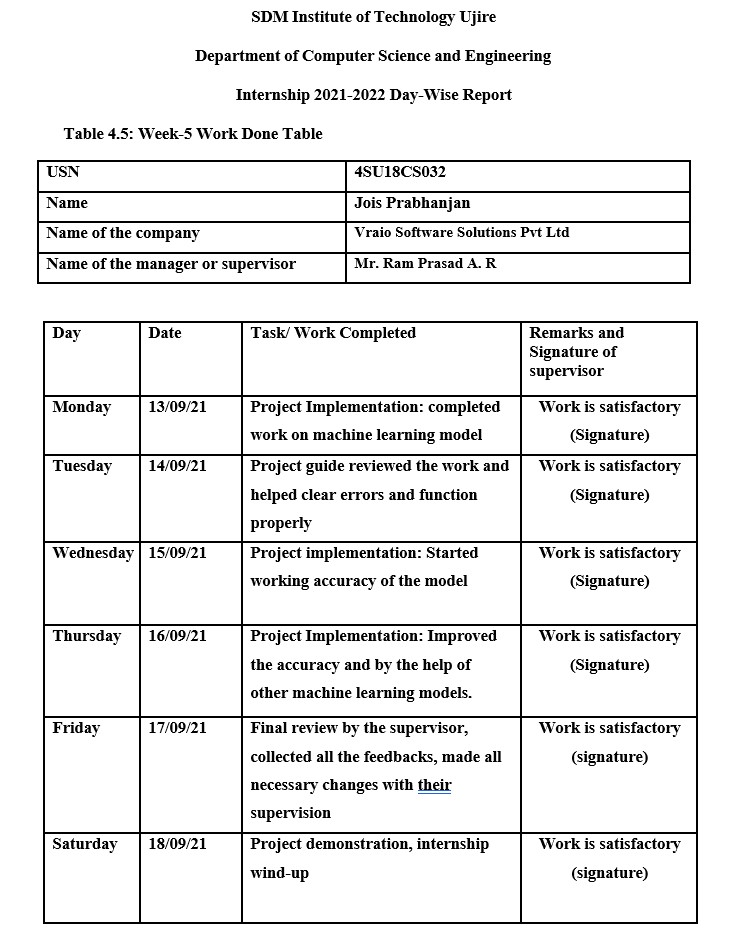 SDM Institute of Technology Ujire
Department of Computer Science and Engineering
Internship 2021-2022 Day-Wise Report
Table 4.5: Week-5 Work Done Table
USN 4SU18CS032
Name Jois Prabhanjan
Name of the company Vraio Software Solutions Pvt Ltd
Name of the manager or supervisor Mr. Ram Prasad A. R
Day Date Task/ Work Completed Remarks and
Signature of
supervisor
Monday 13/09/21 Project Implementation: completed Work is satisfactory
work on machine learning model (Signature)
Tuesday 14/09/21 Project guide reviewed the work and Work is satisfactory
helped clear errors and function (Signature)
properly
Wednesday 15/09/21 Project implementation: Started Work is satisfactory
working accuracy of the model (Signature)
Thursday 16/09/21 Project Implementation: Improved Work is satisfactory
the accuracy and by the help of (Signature)
other machine learning models.
Friday 17/09/21 Final review by the supervisor, Work is satisfactory
collected all the feedbacks, made all (signature)
necessary changes with their
supervision
Saturday 18/09/21 Project demonstration, internship Work is satisfactory
wind-up (signature)